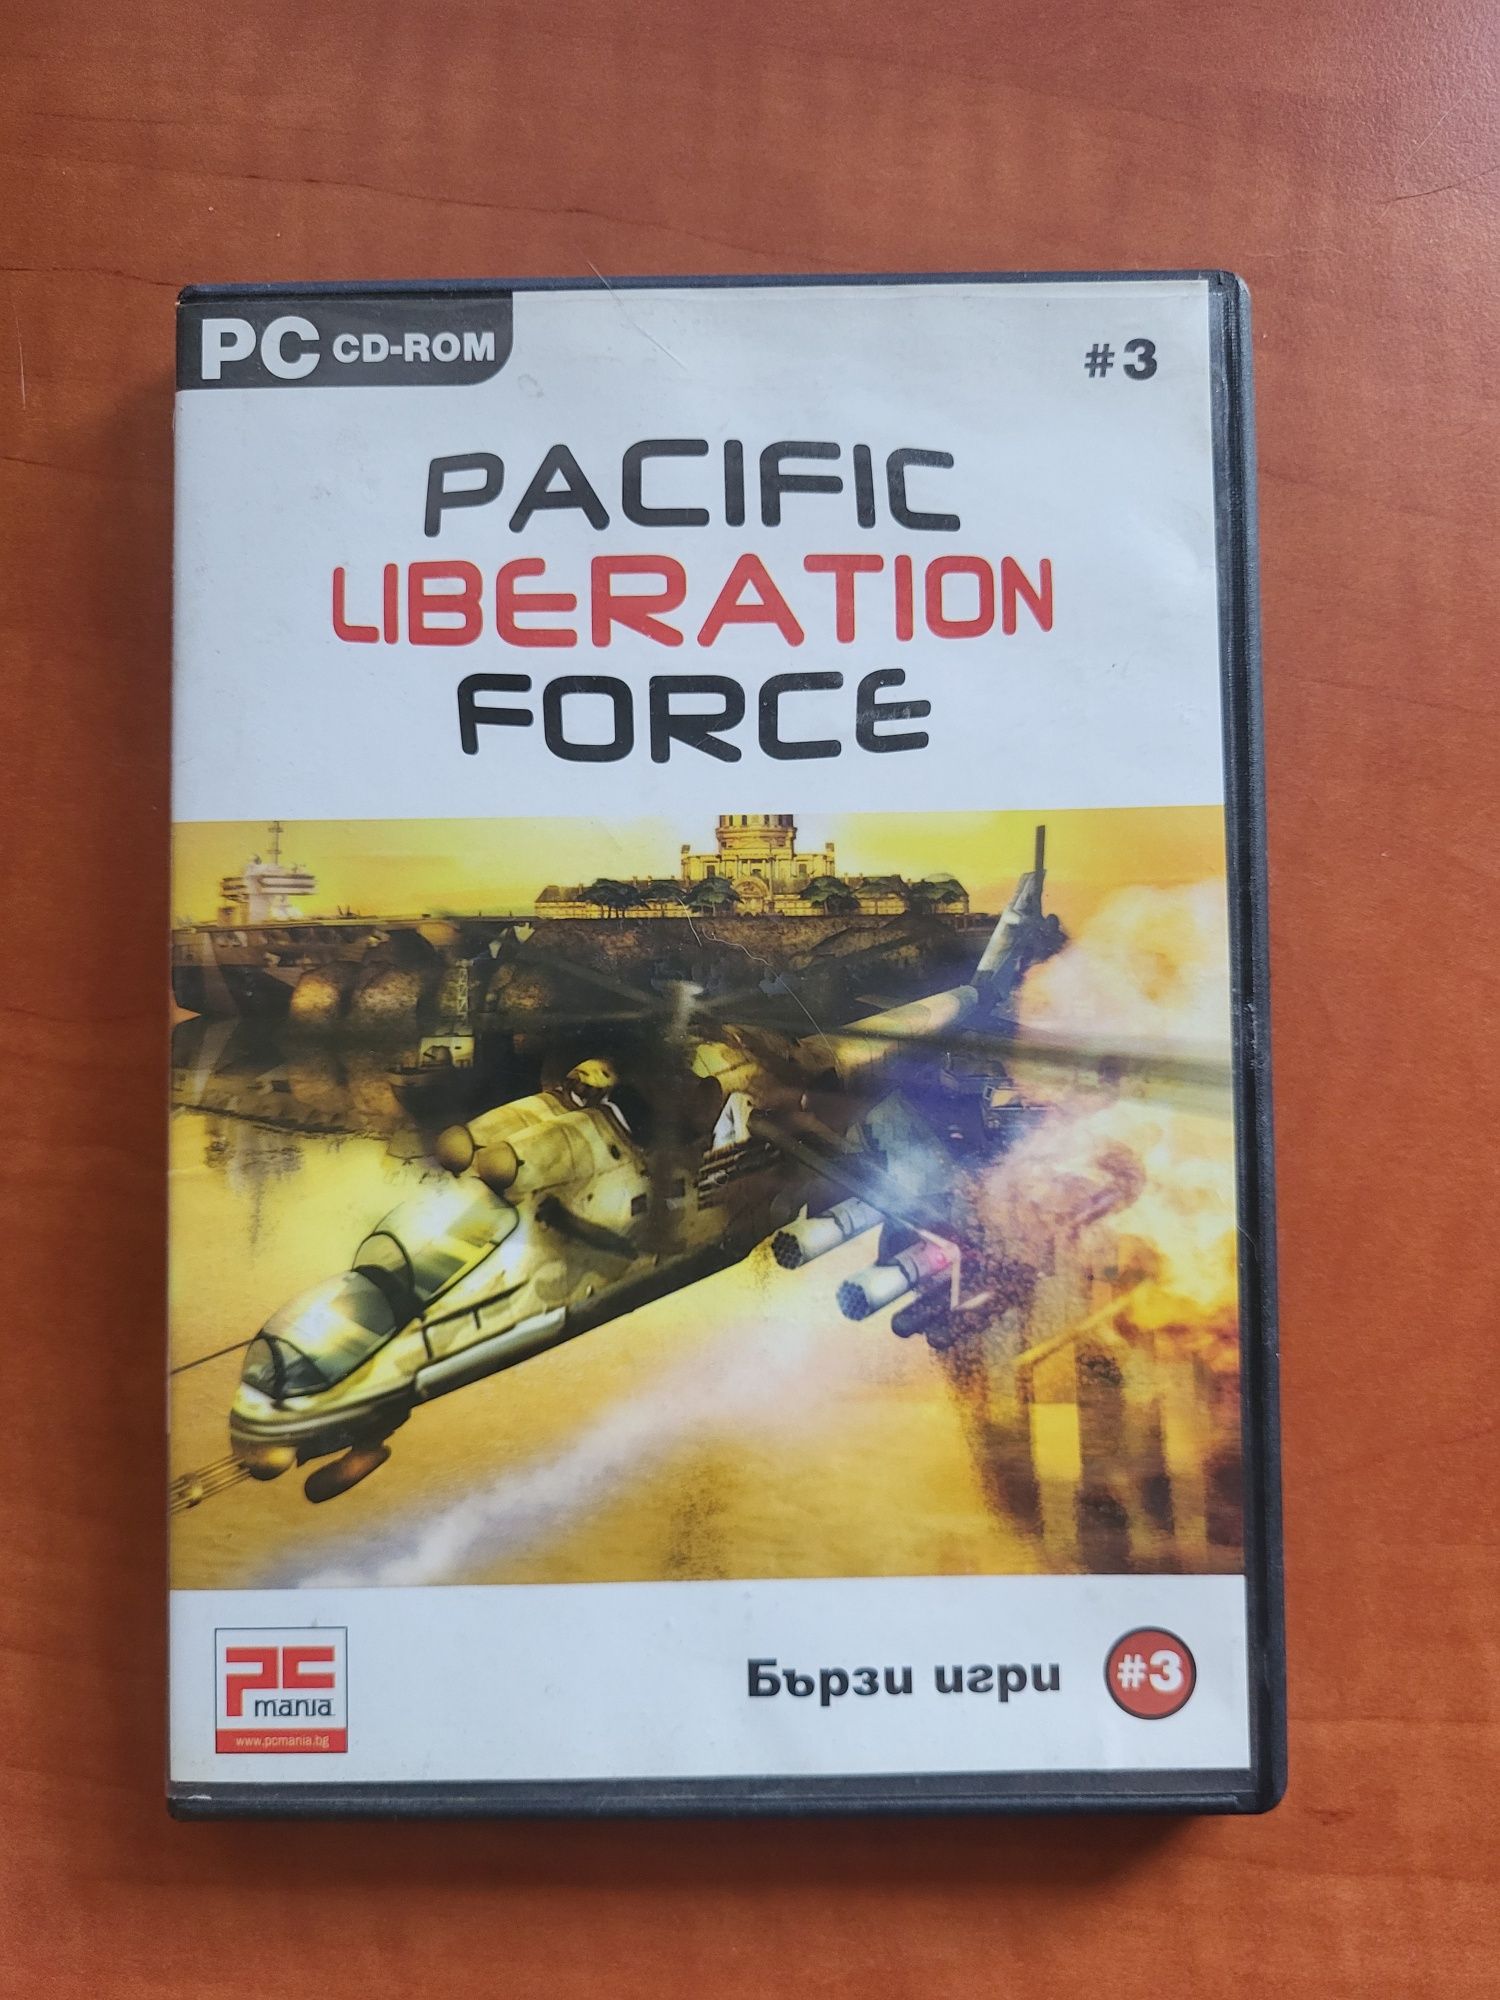 PC CD-ROM
#3
PACIFIC
LIBERATION
FORCE
PC
mania
www.pcmania.bg
Бързи игри
#3